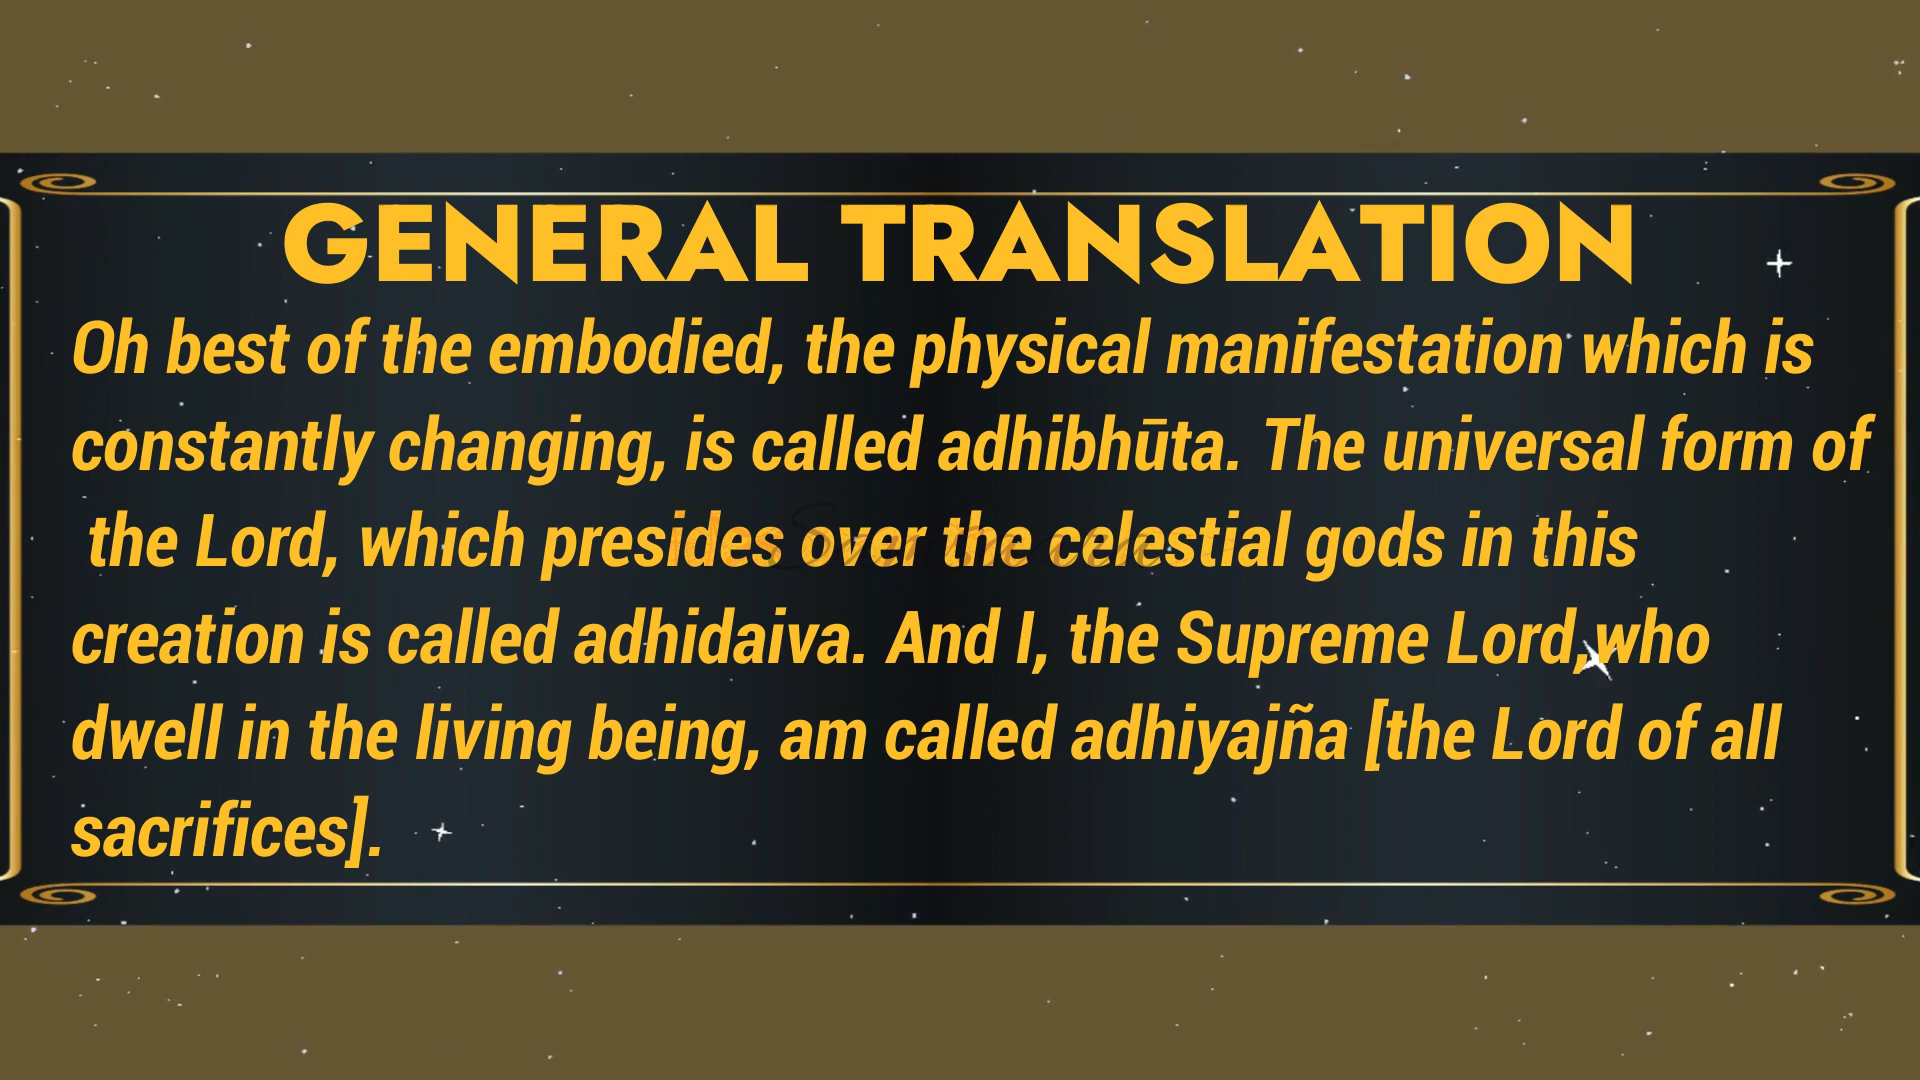 GENERAL TRANSLATION
Oh best of the embodied, the physical manifestation which is
constantly changing, is called adhibhūta. The universal form of
the Lord, which presides over the celestial gods in this
creation is called adhidaiva. And I, the Supreme Lord,who
dwell in the living being, am called adhiyajña [the Lord of all
sacrifices].